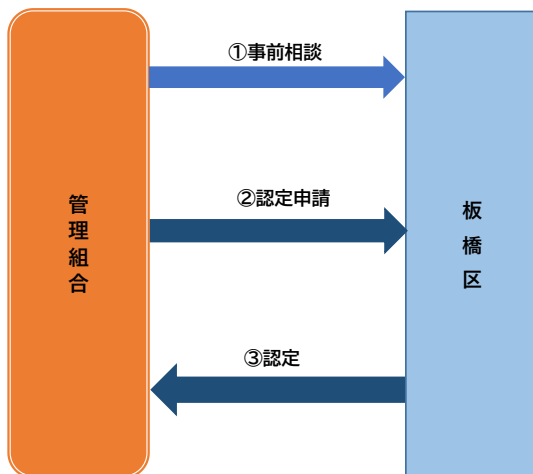 ①事前相談
管理組合
②認定申請
板橋区
③認定